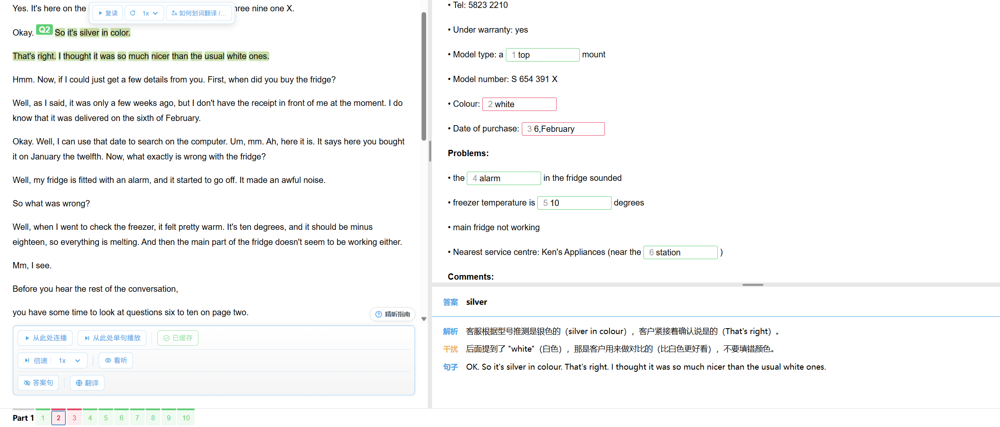 Yes. It's here on the
hree nine one X.
复读
1x
如何划词翻译 /...
Okay. Q2 So it's silver in color.
That's right. I thought it was so much nicer than the usual white ones.
Hmm. Now, if I could just get a few details from you. First, when did you buy the fridge?
Well, as I said, it was only a few weeks ago, but I don't have the receipt in front of me at the moment. I do
know that it was delivered on the sixth of February.
Okay. Well, I can use that date to search on the computer. Um, mm. Ah, here it is. It says here you bought
it on January the twelfth. Now, what exactly is wrong with the fridge?
Well, my fridge is fitted with an alarm, and it started to go off. It made an awful noise.
So what was wrong?
Well, when I went to check the freezer, it felt pretty warm. It's ten degrees, and it should be minus
eighteen, so everything is melting. And then the main part of the fridge doesn't seem to be working either.
Mm, I see.
Before you hear the rest of the conversation,
you have some time to look at questions six to ten on page two.
精听指南
从此处连播
从此处单句播放
已缓存
倍速 1x
看听
答案句
翻译
• Tel: 5823 2210
• Under warranty: yes
• Model type: a 1 top mount
• Model number: S 654 391 X
• Colour: 2 white
• Date of purchase: 3 6,February
Problems:
• the 4 alarm in the fridge sounded
• freezer temperature is 5 10 degrees
• main fridge not working
• Nearest service centre: Ken's Appliances (near the 6 station )
Comments:
答案 silver
解析 客服根据型号推测是银色的（silver in colour），客户紧接着确认说是的（That's right）。
干扰 后面提到了 "white"（白色），那是客户用来做对比的（比白色更好看），不要填错颜色。
句子 OK. So it's silver in colour. That's right. I thought it was so much nicer than the usual white ones.
Part 1 1 2 3 4 5 6 7 8 9 10